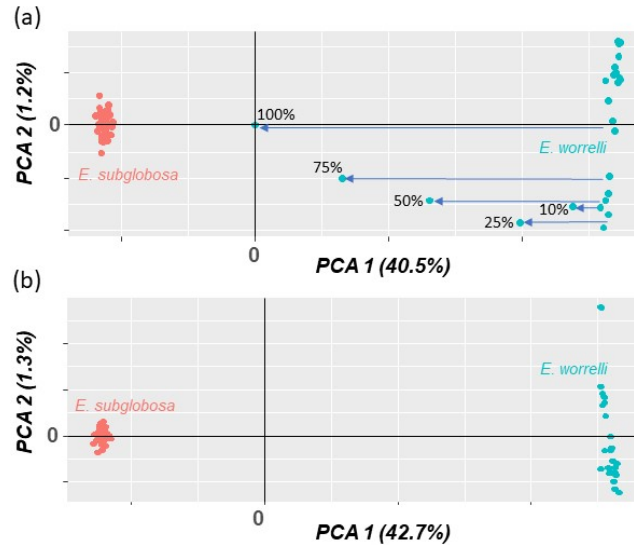 (a)
PCA 2 (1.2%)
0
100%
E. subglobosa
E. worrelli
75%
50%
10%
25%
0
PCA 1 (40.5%)
(b)
PCA 2 (1.3%)
E. worrelli
E. subglobosa
0
0
PCA 1 (42.7%)